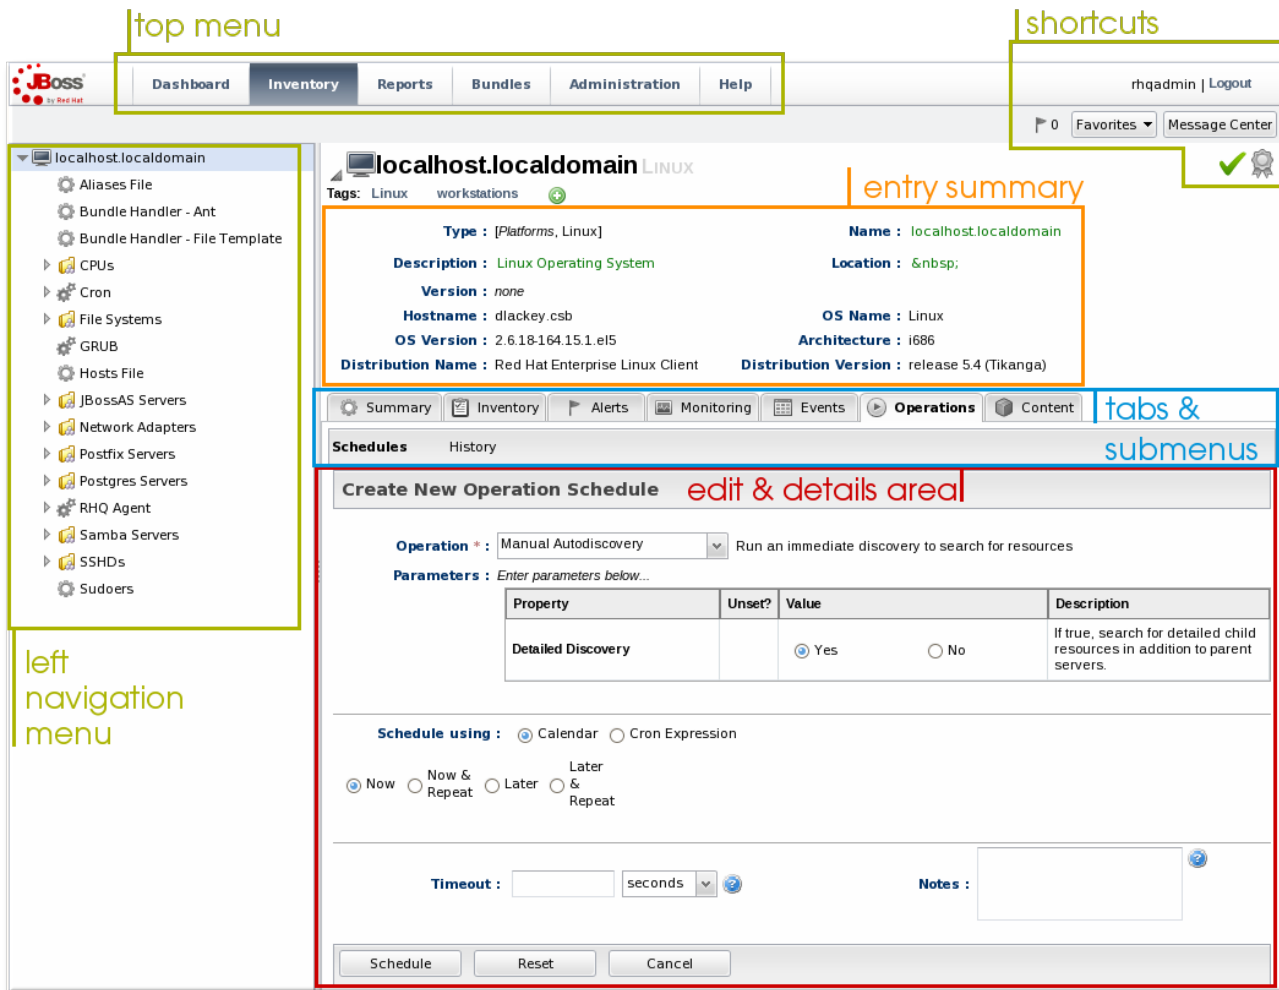 top menu
shortcuts
JBoss
by Red Hat
Dashboard Inventory Reports Bundles Administration Help
rhqadmin | Logout
0 Favorites Message Center
localhost.localdomain
Aliases File
Bundle Handler - Ant
Bundle Handler - File Template
CPUs
Cron
File Systems
GRUB
Hosts File
JBossAS Servers
Network Adapters
Postfix Servers
Postgres Servers
RHQ Agent
Samba Servers
SSHDs
Sudoers
left
navigation
menu
localhost.localdomain LINUX
Tags: Linux workstations
entry summary
Type : [Platforms, Linux] Name : localhost.localdomain
Description : Linux Operating System Location : &nbsp;
Version : none
Hostname : dlackey.csb OS Name : Linux
OS Version : 2.6.18-164.15.1.el5 Architecture : i686
Distribution Name : Red Hat Enterprise Linux Client Distribution Version : release 5.4 (Tikanga)
Summary Inventory Alerts Monitoring Events Operations Content
tabs &
submenus
Schedules History
Create New Operation Schedule
edit & details area
Operation * : Manual Autodiscovery Run an immediate discovery to search for resources
Parameters : Enter parameters below...
Property Unset? Value Description
Detailed Discovery Yes No If true, search for detailed child
resources in addition to parent
servers.
Schedule using : Calendar Cron Expression
Now Now &
Repeat Later Later
&
Repeat
Timeout : seconds Notes :
Schedule Reset Cancel